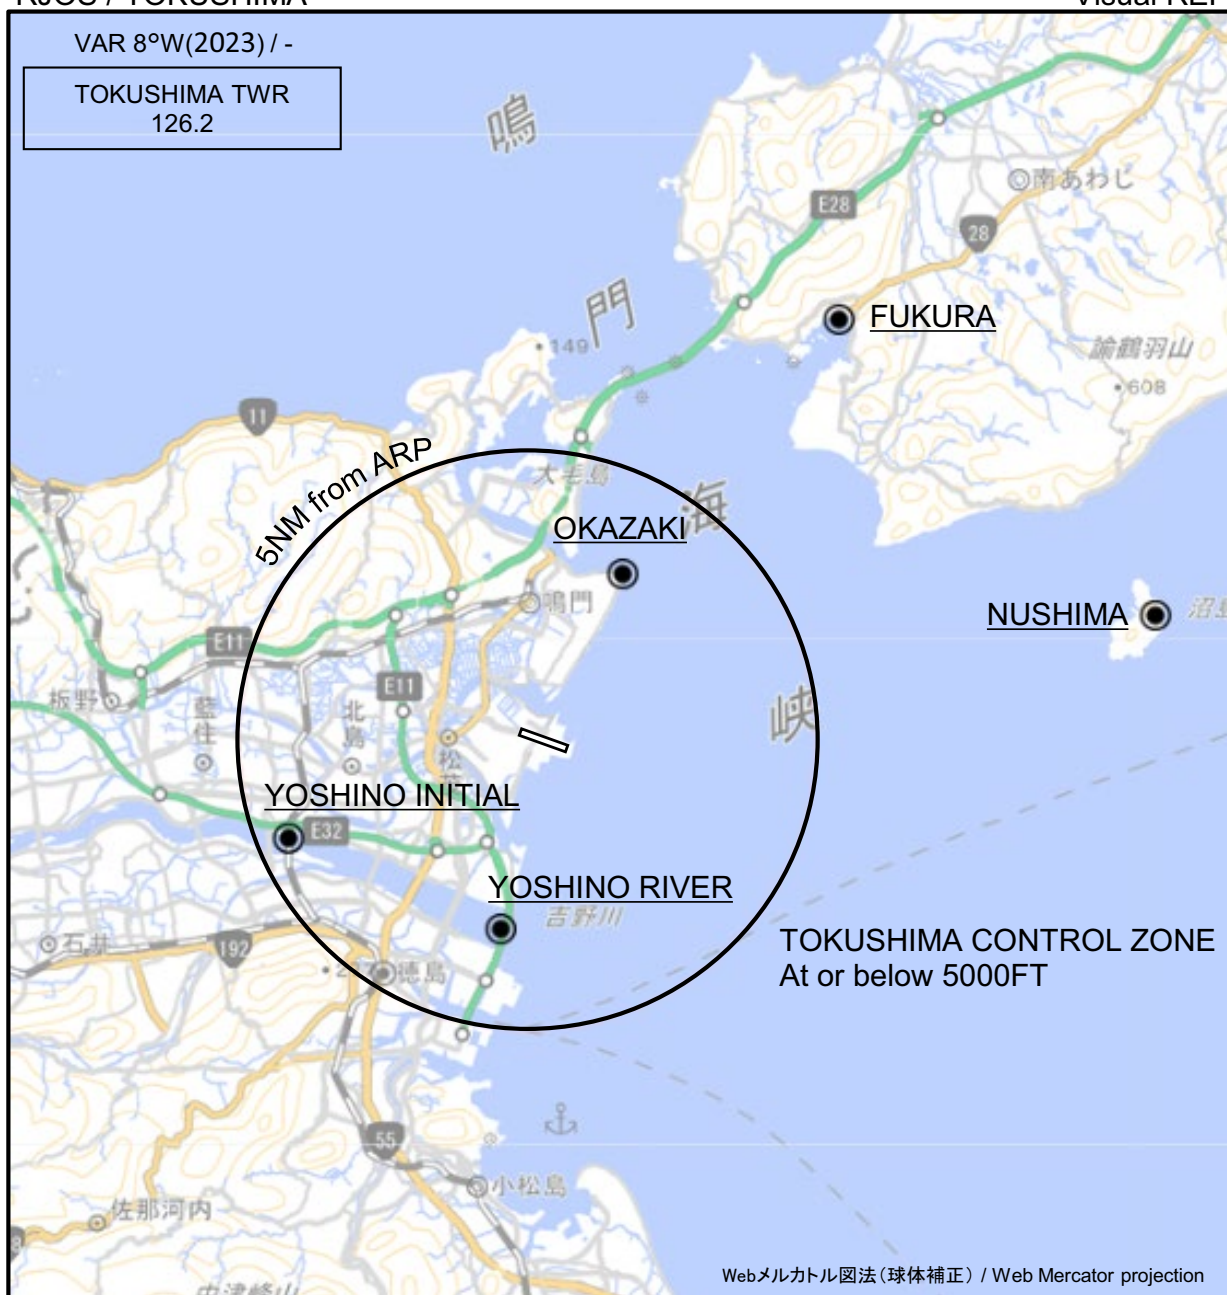 VAR 8°W(2023) / -
TOKUSHIMA TWR
126.2
鳴
門
海
峡
南あわじ
E28
28
FUKURA
諭鶴羽山
608
149
11
5NM from ARP
大毛島
OKAZAKI
鳴門
NUSHIMA
E11
E11
板野
藍住
北島
YOSHINO INITIAL
E32
YOSHINO RIVER
吉野川
石井
192
徳島
TOKUSHIMA CONTROL ZONE
At or below 5000FT
55
小松島
佐那河内
Webメルカトル図法(球体補正) / Web Mercator projection